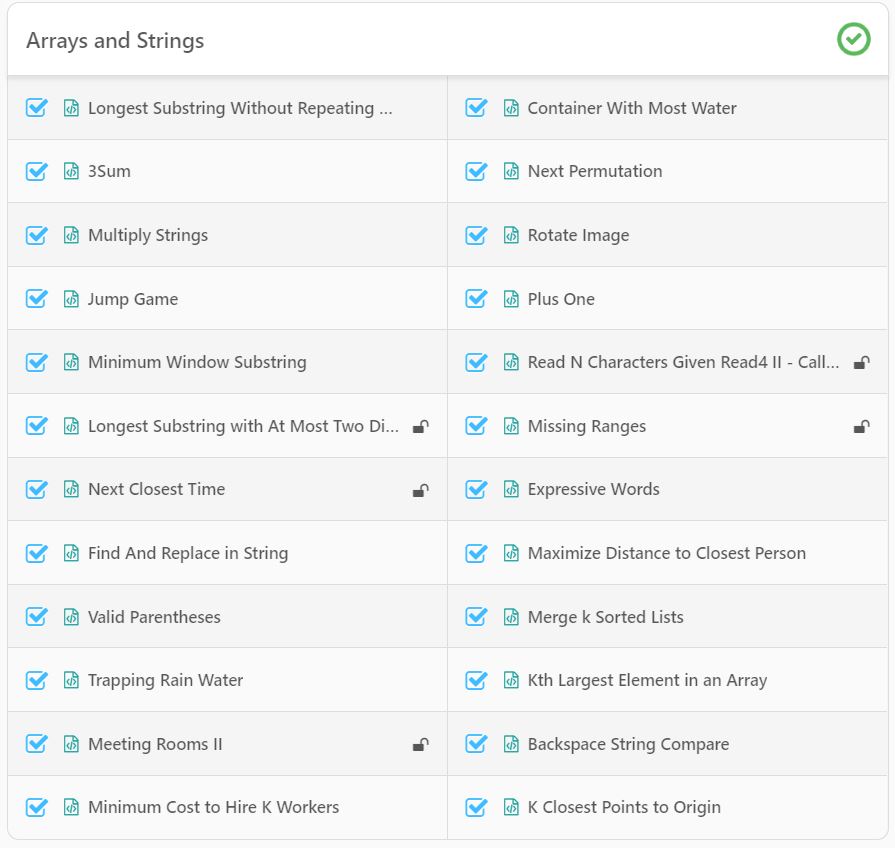 Arrays and Strings
Longest Substring Without Repeating ...
Container With Most Water
3Sum
Next Permutation
Multiply Strings
Rotate Image
Jump Game
Plus One
Minimum Window Substring
Read N Characters Given Read4 II - Call...
Longest Substring with At Most Two Di...
Missing Ranges
Next Closest Time
Expressive Words
Find And Replace in String
Maximize Distance to Closest Person
Valid Parentheses
Merge k Sorted Lists
Trapping Rain Water
Kth Largest Element in an Array
Meeting Rooms II
Backspace String Compare
Minimum Cost to Hire K Workers
K Closest Points to Origin